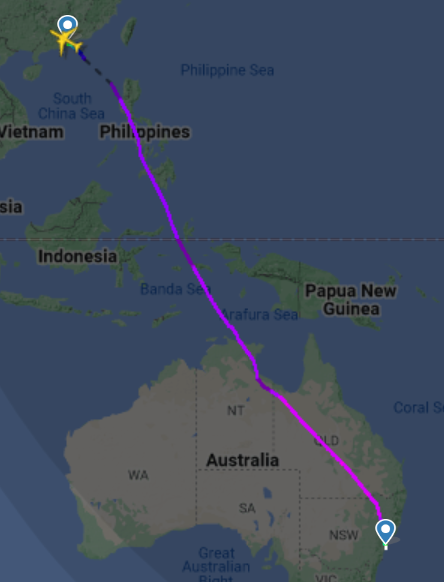 Philippine Sea
South
China Sea
Vietnam
Philippines
sia
Indonesia
Banda Sea
Papua New
Guinea
Arafura Sea
Coral S
NT
QLD
WA
Australia
SA
NSW
Great
Australian
Bight
VIC